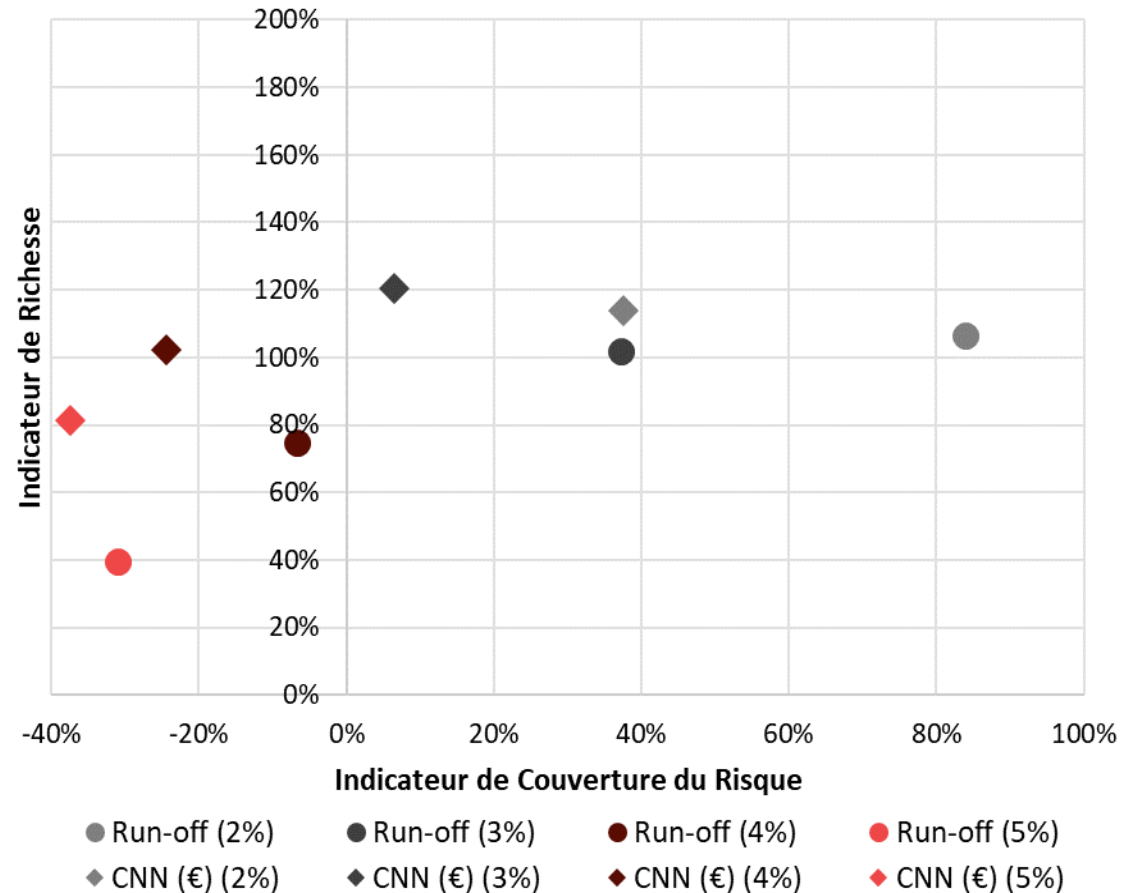 200%
180%
160%
140%
120%
100%
80%
60%
40%
20%
0%
Indicateur de Richesse
-40% -20% 0% 20% 40% 60% 80% 100%
Indicateur de Couverture du Risque
Run-off (2%) Run-off (3%) Run-off (4%) Run-off (5%)
CNN (€) (2%) CNN (€) (3%) CNN (€) (4%) CNN (€) (5%)